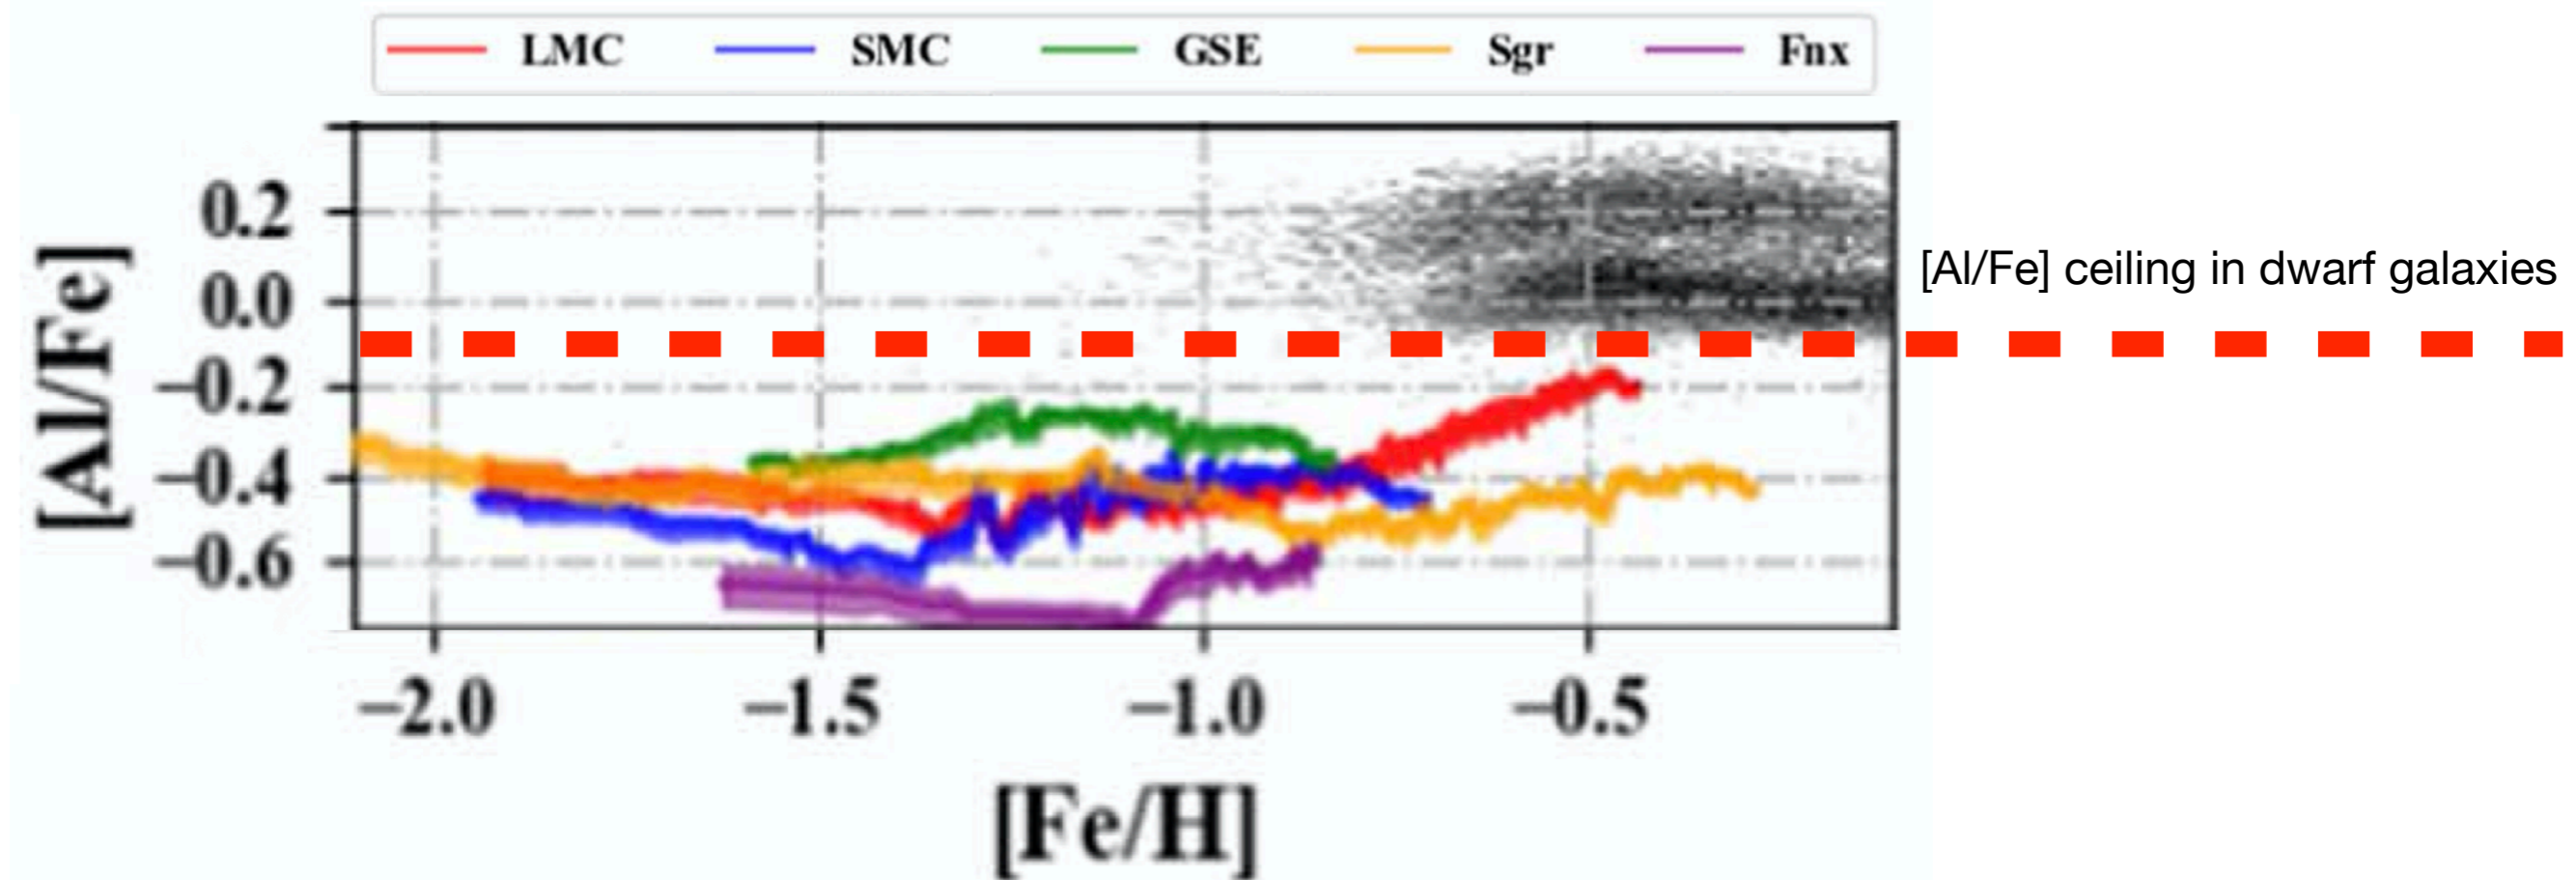 LMC SMC GSE Sgr Fnx
[Al/Fe]
0.2
0.0
−0.2
−0.4
−0.6
[Al/Fe] ceiling in dwarf galaxies
−2.0 −1.5 −1.0 −0.5
[Fe/H]